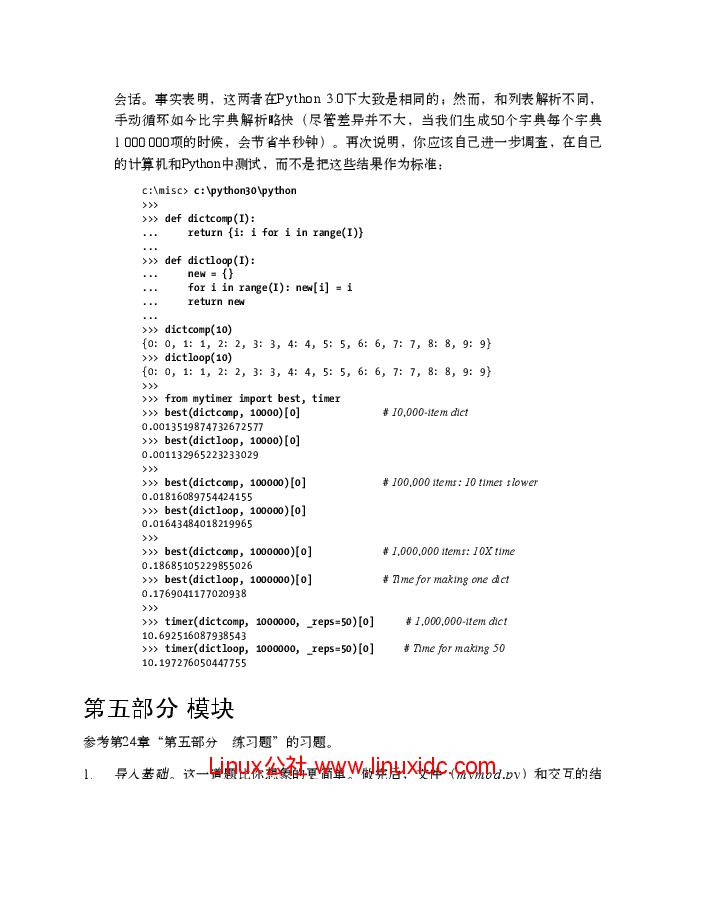 会话。事实表明，这两者在Python 3.0下大致是相同的；然而，和列表解析不同，
手动循环如今比字典解析略快（尽管差异并不大，当我们生成50个字典每个字典
1 000 000项的时候，会节省半秒钟）。再次说明，你应该自己进一步调查，在自己
的计算机和Python中测试，而不是把这些结果作为标准：
c:\misc> c:\python30\python
>>>
>>> def dictcomp(I):
...     return {i: i for i in range(I)}
...
>>> def dictloop(I):
...     new = {}
...     for i in range(I): new[i] = i
...     return new
...
>>> dictcomp(10)
{0: 0, 1: 1, 2: 2, 3: 3, 4: 4, 5: 5, 6: 6, 7: 7, 8: 8, 9: 9}
>>> dictloop(10)
{0: 0, 1: 1, 2: 2, 3: 3, 4: 4, 5: 5, 6: 6, 7: 7, 8: 8, 9: 9}
>>>
>>> from mytimer import best, timer
>>> best(dictcomp, 10000)[0]             # 10,000-item dict
0.0013519874732672577
>>> best(dictloop, 10000)[0]
0.001132965223233029
>>>
>>> best(dictcomp, 100000)[0]            # 100,000 items: 10 times slower
0.01816089754424155
>>> best(dictloop, 100000)[0]
0.01643484018219965
>>>
>>> best(dictcomp, 1000000)[0]           # 1,000,000 items: 10X time
0.18685105229855026
>>> best(dictloop, 1000000)[0]           # Time for making one dict
0.1769041177020938
>>>
>>> timer(dictcomp, 1000000, _reps=50)[0]     # 1,000,000-item dict
10.692516087938543
>>> timer(dictloop, 1000000, _reps=50)[0]     # Time for making 50
10.197276050447755
第五部分 模块
参考第24章“第五部分　练习题”的习题。
1. 导入基础。这一道题比你想象的更简单。做完后，文件（mymod.py）和交互的结
Linux公社 www.linuxidc.com